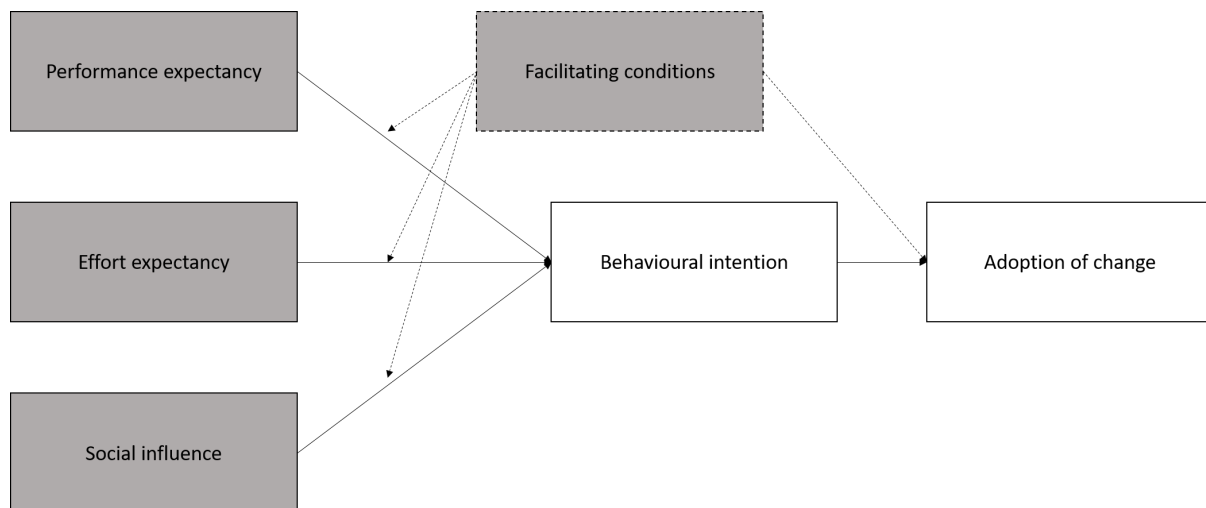 Performance expectancy
Facilitating conditions
Effort expectancy
Behavioural intention
Adoption of change
Social influence